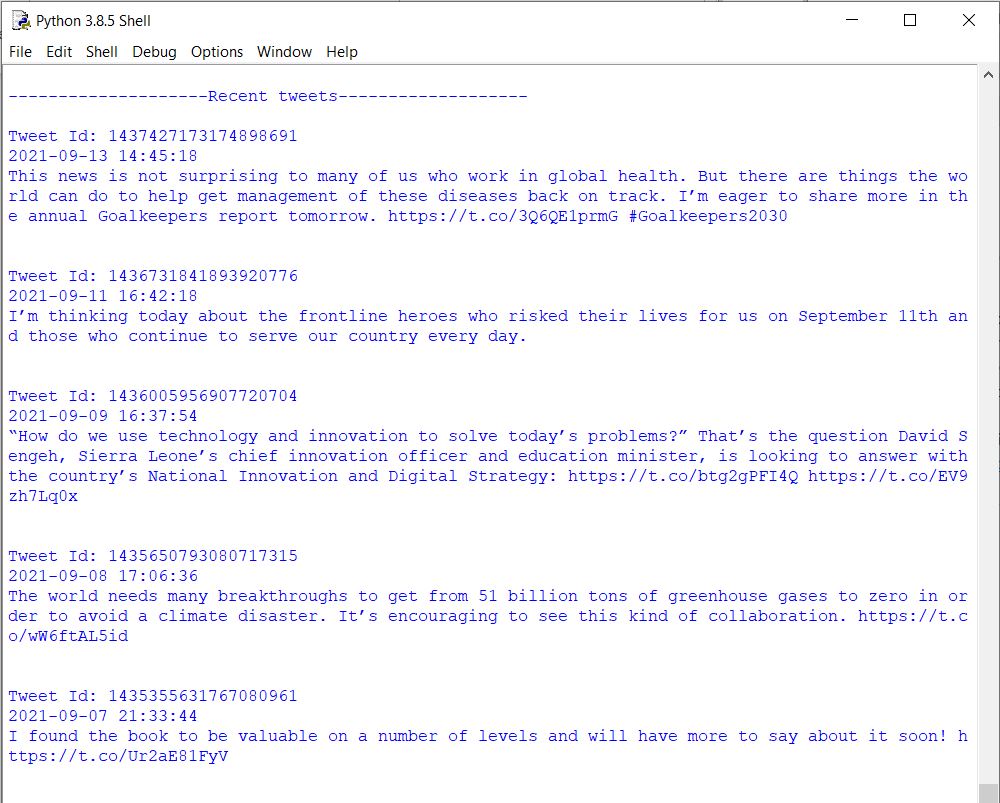 Python 3.8.5 Shell
File Edit Shell Debug Options Window Help
--------------------Recent tweets-------------------
Tweet Id: 1437427173174898691
2021-09-13 14:45:18
This news is not surprising to many of us who work in global health. But there are things the wo
rld can do to help get management of these diseases back on track. I’m eager to share more in th
e annual Goalkeepers report tomorrow. https://t.co/3Q6QE1prmG #Goalkeepers2030
Tweet Id: 1436731841893920776
2021-09-11 16:42:18
I’m thinking today about the frontline heroes who risked their lives for us on September 11th an
d those who continue to serve our country every day.
Tweet Id: 1436005956907720704
2021-09-09 16:37:54
“How do we use technology and innovation to solve today’s problems?” That’s the question David S
engeh, Sierra Leone’s chief innovation officer and education minister, is looking to answer with
the country’s National Innovation and Digital Strategy: https://t.co/btg2gPFI4Q https://t.co/EV9
zh7Lq0x
Tweet Id: 1435650793080717315
2021-09-08 17:06:36
The world needs many breakthroughs to get from 51 billion tons of greenhouse gases to zero in or
der to avoid a climate disaster. It’s encouraging to see this kind of collaboration. https://t.c
o/wW6ftAL5id
Tweet Id: 1435355631767080961
2021-09-07 21:33:44
I found the book to be valuable on a number of levels and will have more to say about it soon! h
ttps://t.co/Ur2aE81FyV